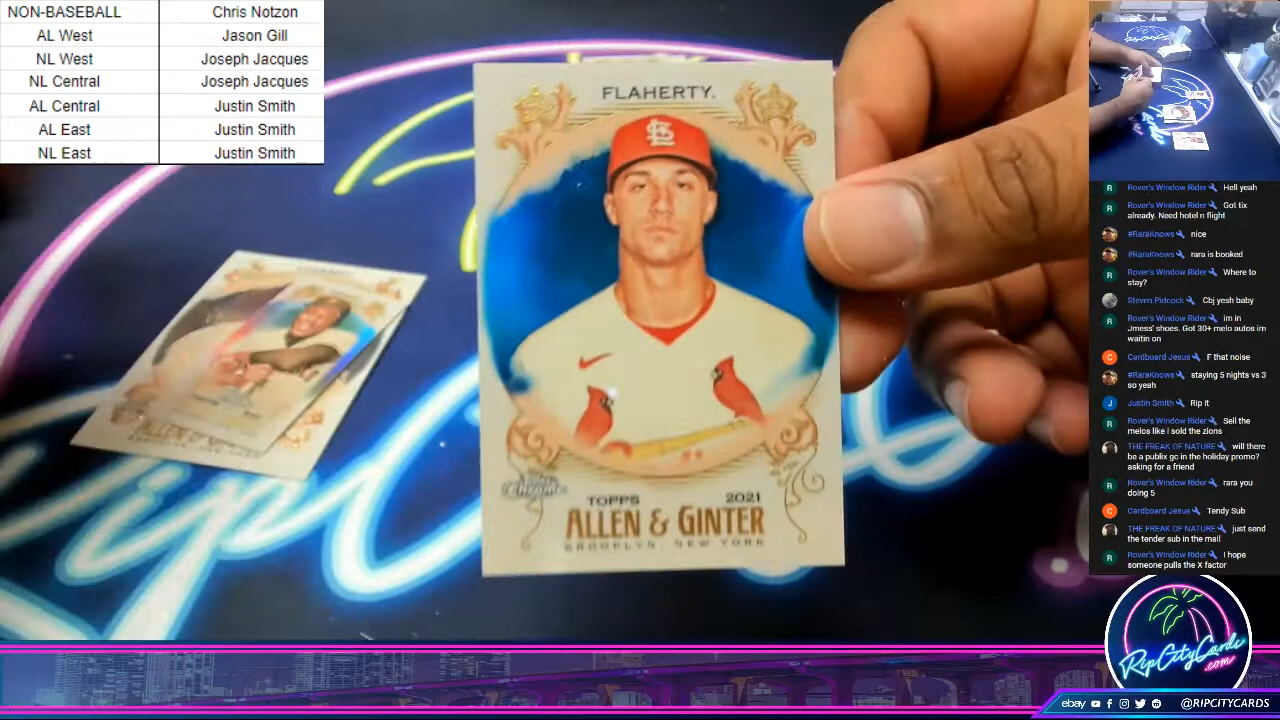 NON-BASEBALL Chris Notzon
AL West Jason Gill
NL West Joseph Jacques
NL Central Joseph Jacques
AL Central Justin Smith
AL East Justin Smith
NL East Justin Smith
FLAHERTY.
StL
Topps Chrome
TOPPS 2021
ALLEN & GINTER
BROOKLYN, NEW YORK
ALLEN &
R Rover's Window Rider Hell yeah
R Rover's Window Rider Got tix
already. Need hotel n flight
#RaraKnows nice
#RaraKnows rara is booked
R Rover's Window Rider Where to
stay?
Steven Pidcock Cbj yesh baby
R Rover's Window Rider im in
Jmess' shoes. Got 30+ melo autos im
waitin on
C Cardboard Jesus F that noise
#RaraKnows staying 5 nights vs 3
so yeah
J Justin Smith Rip it
R Rover's Window Rider Sell the
melos like I sold the zions
THE FREAK OF NATURE will there
be a publix gc in the holiday promo?
asking for a friend
R Rover's Window Rider rara you
doing 5
C Cardboard Jesus Tendy Sub
THE FREAK OF NATURE just send
the tender sub in the mail
R Rover's Window Rider I hope
someone pulls the X factor
RipCityCards
.com
ebay @RIPCITYCARDS